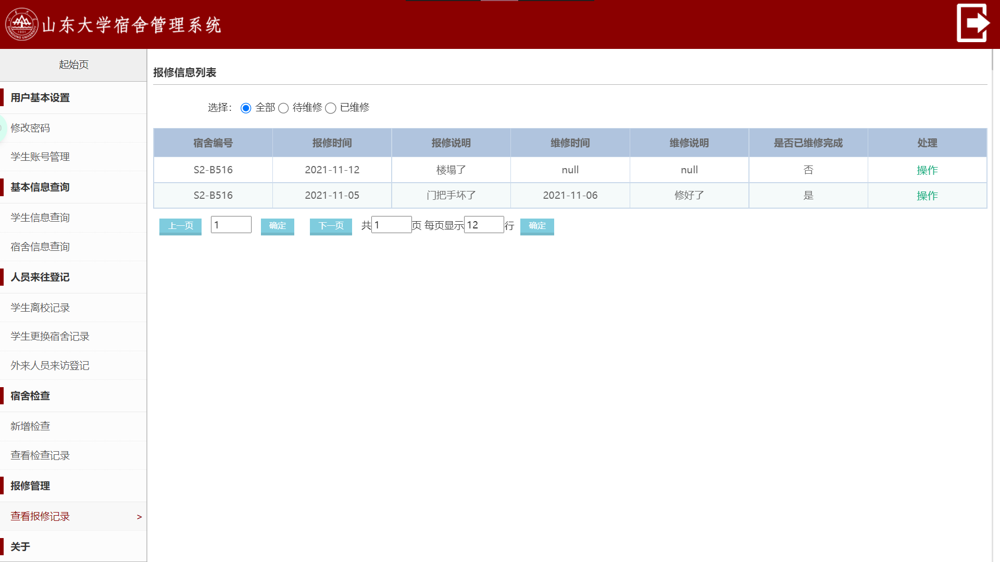 山东大学宿舍管理系统
SHANDONG UNIVERSITY
1901
起始页
用户基本设置
修改密码
学生账号管理
基本信息查询
学生信息查询
宿舍信息查询
人员来往登记
学生离校记录
学生更换宿舍记录
外来人员来访登记
宿舍检查
新增检查
查看检查记录
报修管理
查看报修记录 >
关于
报修信息列表
选择： 全部 待维修 已维修
宿舍编号 报修时间 报修说明 维修时间 维修说明 是否已维修完成 处理
S2-B516 2021-11-12 楼塌了 null null 否 操作
S2-B516 2021-11-05 门把手坏了 2021-11-06 修好了 是 操作
上一页 1 确定 下一页 共1页 每页显示12行 确定